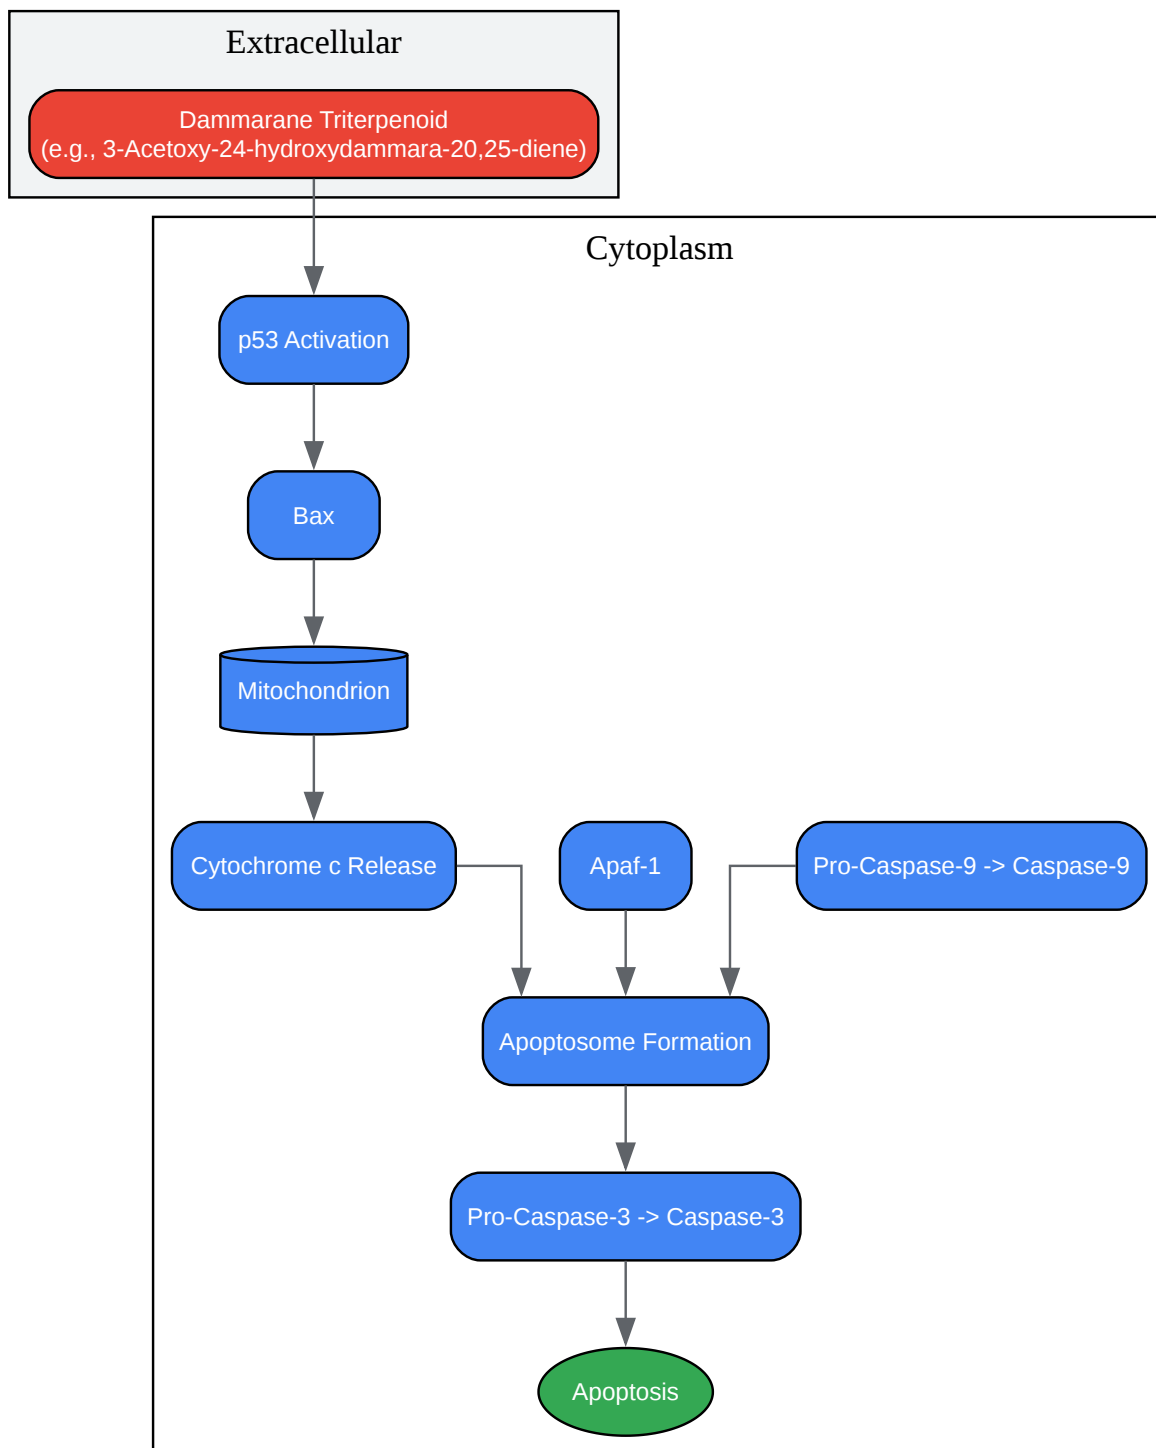 Extracellular
Dammarane Triterpenoid
(e.g., 3-Acetoxy-24-hydroxydammara-20,25-diene)
Cytoplasm
p53 Activation
Bax
Mitochondrion
Cytochrome c Release
Apaf-1
Pro-Caspase-9 -> Caspase-9
Apoptosome Formation
Pro-Caspase-3 -> Caspase-3
Apoptosis